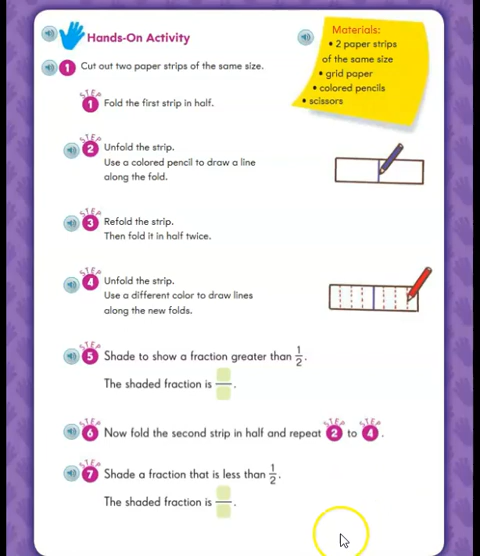 Hands-On Activity
Materials:
• 2 paper strips
of the same size
• grid paper
• colored pencils
• scissors
1 Cut out two paper strips of the same size.
STEP
1 Fold the first strip in half.
STEP
2 Unfold the strip.
Use a colored pencil to draw a line
along the fold.
STEP
3 Refold the strip.
Then fold it in half twice.
STEP
4 Unfold the strip.
Use a different color to draw lines
along the new folds.
STEP
5 Shade to show a fraction greater than 1/2.
The shaded fraction is —.
STEP
6 Now fold the second strip in half and repeat STEP 2 to STEP 4.
STEP
7 Shade a fraction that is less than 1/2.
The shaded fraction is —.